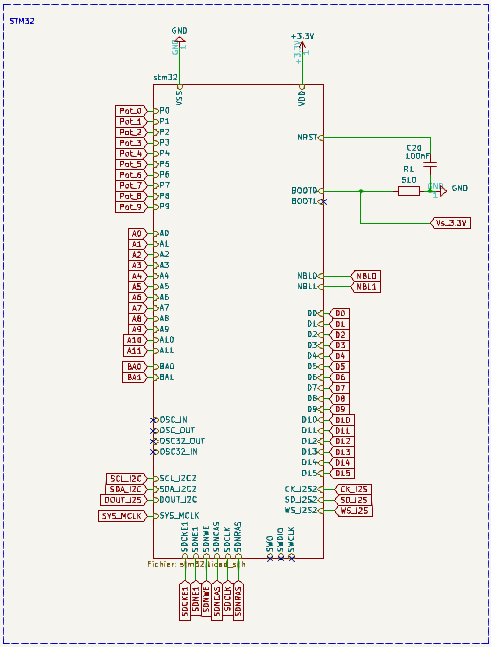 STM32
GND
+3.3V
GND
1
+3.3V
1
stm32
VSS
VDD
Pot_0 P0
Pot_1 P1
Pot_2 P2
Pot_3 P3
Pot_4 P4
Pot_5 P5
Pot_6 P6
Pot_7 P7
Pot_8 P8
Pot_9 P9
NRST
C20
100nF
R1
510
BOOT0
BOOT1
GND
1
GND
Vs_3.3V
A0 A0
A1 A1
A2 A2
A3 A3
A4 A4
A5 A5
A6 A6
A7 A7
A8 A8
A9 A9
A10 A10
A11 A11
BA0 BA0
BA1 BA1
NBL0 NBL0
NBL1 NBL1
D0 D0
D1 D1
D2 D2
D3 D3
D4 D4
D5 D5
D6 D6
D7 D7
D8 D8
D9 D9
D10 D10
D11 D11
D12 D12
D13 D13
D14 D14
D15 D15
OSC_IN
OSC_OUT
OSC32_OUT
OSC32_IN
SCL_I2C SCL_I2C2
SDA_I2C SDA_I2C2
DOUT_I2S DOUT_I2C
SYS_MCLK SYS_MCLK
CK_I2S2 CK_I2S
SD_I2S2 SD_I2S
WS_I2S2 WS_I2S
SDCKE1
SDNE1
SDNWE
SDNCAS
SDCLK
SDNRAS
SWO
SWDIO
SWCLK
Fichier: stm32.kicad_sch
SDCKE1
SDNE1
SDNWE
SDNCAS
SDCLK
SDNRAS